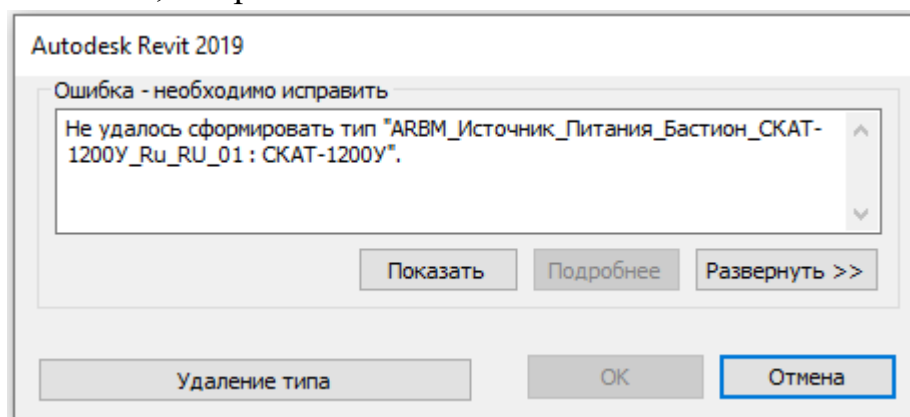 Autodesk Revit 2019
Ошибка - необходимо исправить
Не удалось сформировать тип "ARBM_Источник_Питания_Бастион_СКАТ-
1200У_Ru_RU_01 : СКАТ-1200У".
Показать
Подробнее
Развернуть >>
Удаление типа
OK
Отмена